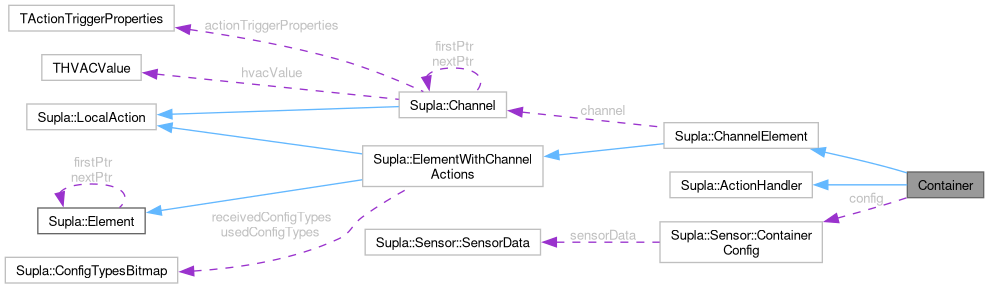 TActionTriggerProperties
actionTriggerProperties
firstPtr
nextPtr
THVACValue
hvacValue
Supla::Channel
Supla::LocalAction
channel
Supla::ChannelElement
Supla::ElementWithChannel
Actions
firstPtr
nextPtr
Supla::ActionHandler
Container
config
Supla::Element
receivedConfigTypes
usedConfigTypes
Supla::Sensor::SensorData
sensorData
Supla::Sensor::Container
Config
Supla::ConfigTypesBitmap